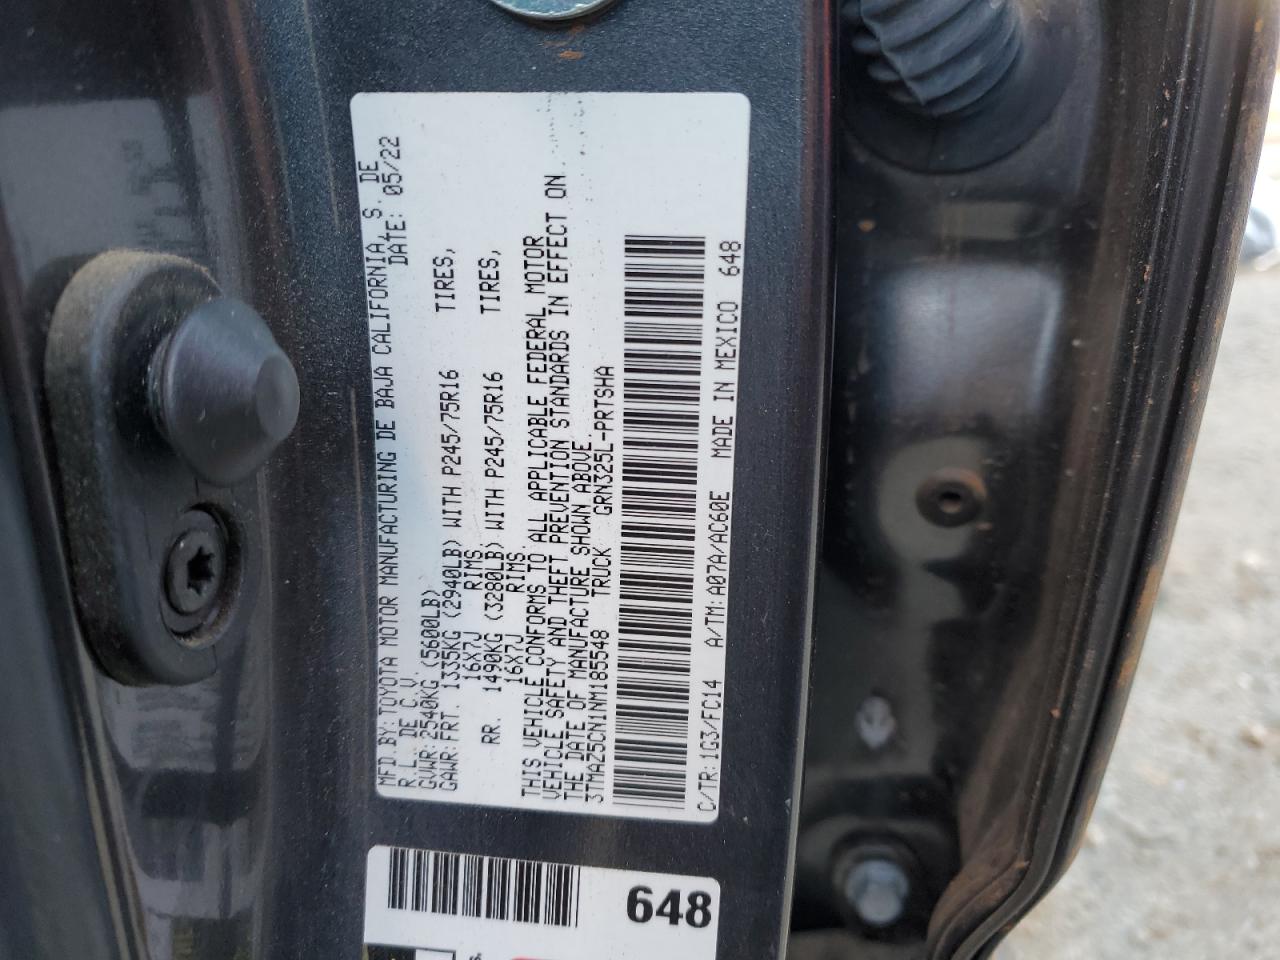 MFD.BY:TOYOTA MOTOR MANUFACTURING DE BAJA CALIFORNIA,S. DE
R.L. DE C.V. DATE: 05/22
GVWR:2540KG (5600LB)
GAWR:FRT. 1335KG (2940LB) WITH P245/75R16 TIRES,
16X7J RIMS
RR. 1490KG (3280LB) WITH P245/75R16 TIRES,
16X7J RIMS
THIS VEHICLE CONFORMS TO ALL APPLICABLE FEDERAL MOTOR
VEHICLE SAFETY AND THEFT PREVENTION STANDARDS IN EFFECT ON
THE DATE OF MANUFACTURE SHOWN ABOVE.
3TMAZ5CN1NM185548 TRUCK GRN325L-PRTSHA
C/TR:1G3/FC14 A/TM:A07A/AC60E MADE IN MEXICO 648
648